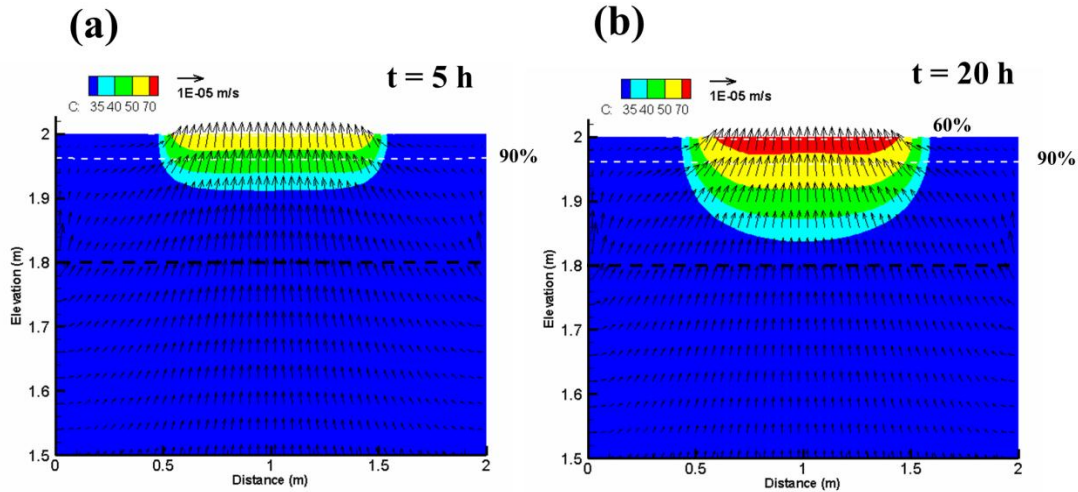 (a)
t = 5 h
1E-05 m/s
C: 35 40 50 70
90%
2
1.9
1.8
1.7
1.6
1.5
Elevation (m)
0 0.5 1 1.5 2
Distance (m)
(b)
t = 20 h
1E-05 m/s
C: 35 40 50 70
60%
90%
2
1.9
1.8
1.7
1.6
1.5
Elevation (m)
0 0.5 1 1.5 2
Distance (m)